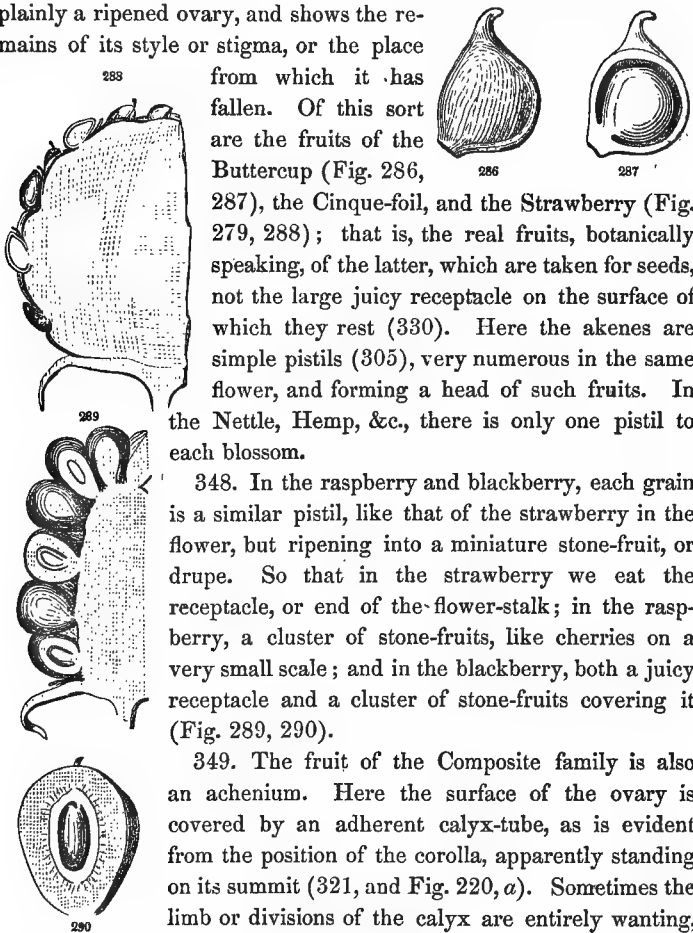 plainly a ripened ovary, and shows the re-
mains of its style or stigma, or the place
from which it has
fallen. Of this sort
are the fruits of the
Buttercup (Fig. 286,
287), the Cinque-foil, and the Strawberry (Fig.
279, 288); that is, the real fruits, botanically
speaking, of the latter, which are taken for seeds,
not the large juicy receptacle on the surface of
which they rest (330). Here the akenes are
simple pistils (305), very numerous in the same
flower, and forming a head of such fruits. In
the Nettle, Hemp, &c., there is only one pistil to
each blossom.
348. In the raspberry and blackberry, each grain
is a similar pistil, like that of the strawberry in the
flower, but ripening into a miniature stone-fruit, or
drupe. So that in the strawberry we eat the
receptacle, or end of the flower-stalk; in the rasp-
berry, a cluster of stone-fruits, like cherries on a
very small scale; and in the blackberry, both a juicy
receptacle and a cluster of stone-fruits covering it
(Fig. 289, 290).
349. The fruit of the Composite family is also
an achenium. Here the surface of the ovary is
covered by an adherent calyx-tube, as is evident
from the position of the corolla, apparently standing
on its summit (321, and Fig. 220, a). Sometimes the
limb or divisions of the calyx are entirely wanting,
286
287
288
289
290